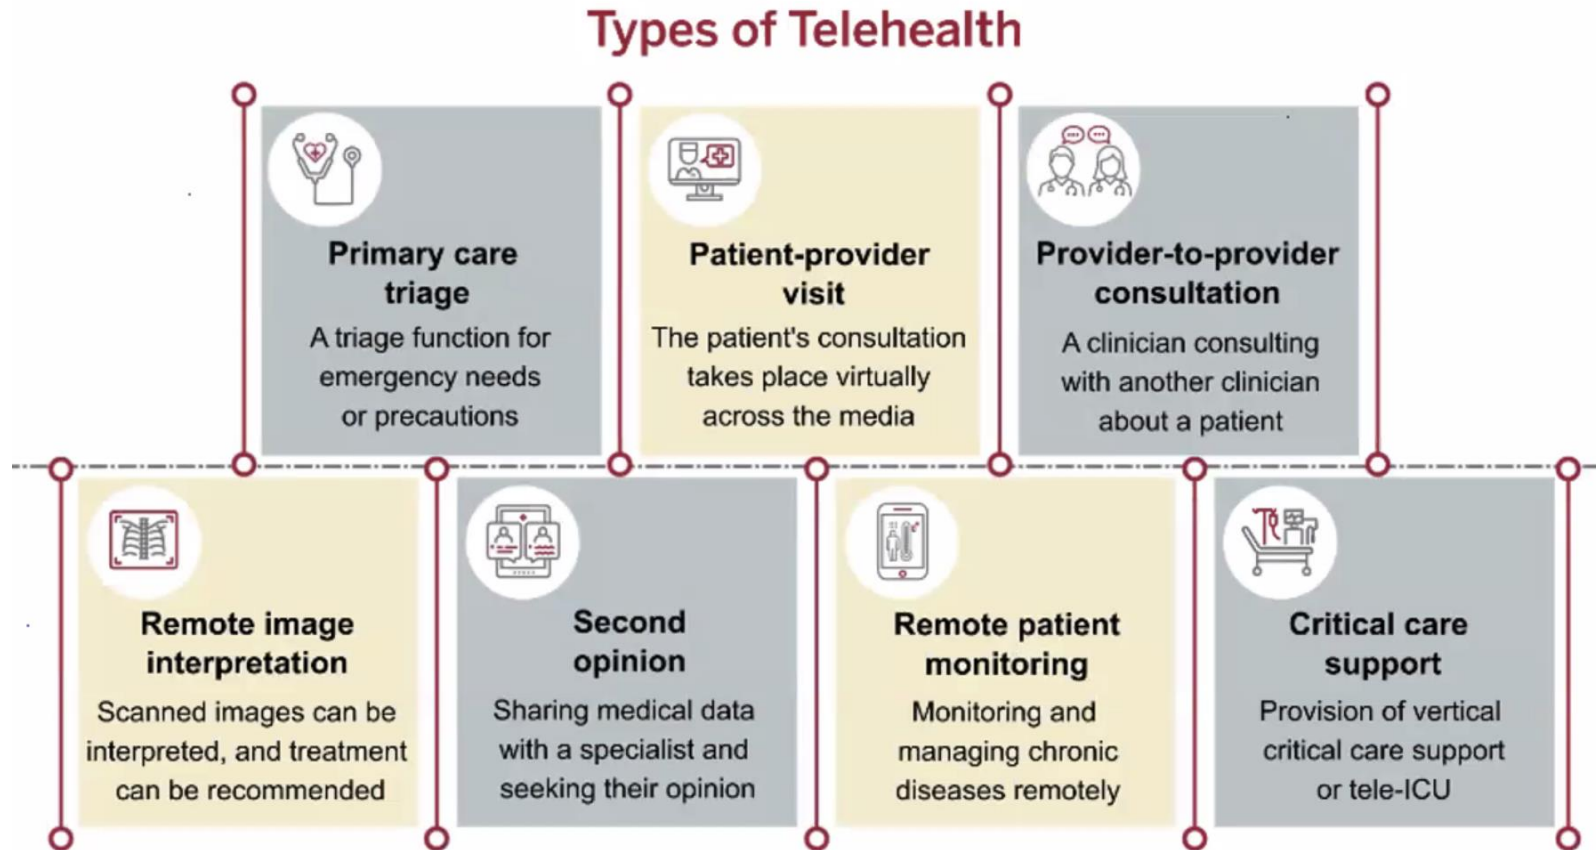 Types of Telehealth
Primary care
triage
A triage function for
emergency needs
or precautions
Patient-provider
visit
The patient's consultation
takes place virtually
across the media
Provider-to-provider
consultation
A clinician consulting
with another clinician
about a patient
Remote image
interpretation
Scanned images can be
interpreted, and treatment
can be recommended
Second
opinion
Sharing medical data
with a specialist and
seeking their opinion
Remote patient
monitoring
Monitoring and
managing chronic
diseases remotely
Critical care
support
Provision of vertical
critical care support
or tele-ICU